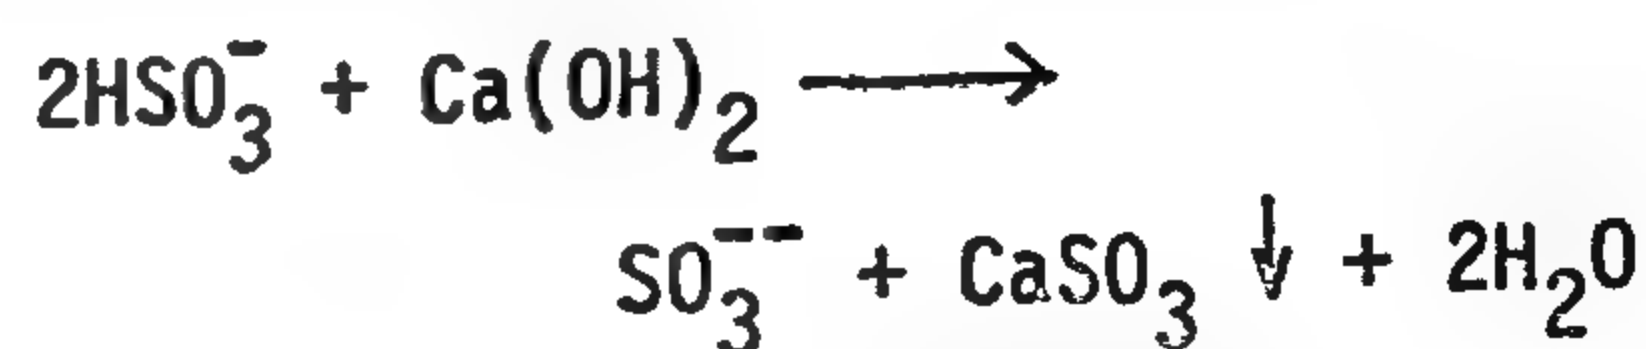 2HSO₃⁻ + Ca(OH)₂ ⟶
SO₃⁻⁻ + CaSO₃ ↓ + 2H₂O